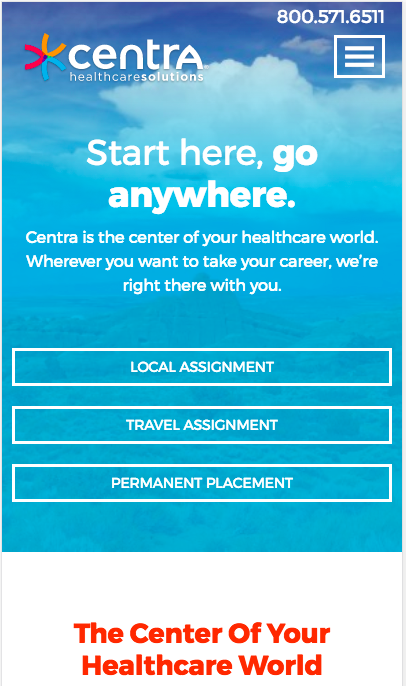 800.571.6511
centra
healthcaresolutions
Start here, go
anywhere.
Centra is the center of your healthcare world.
Wherever you want to take your career, we’re
right there with you.
LOCAL ASSIGNMENT
TRAVEL ASSIGNMENT
PERMANENT PLACEMENT
The Center Of Your
Healthcare World